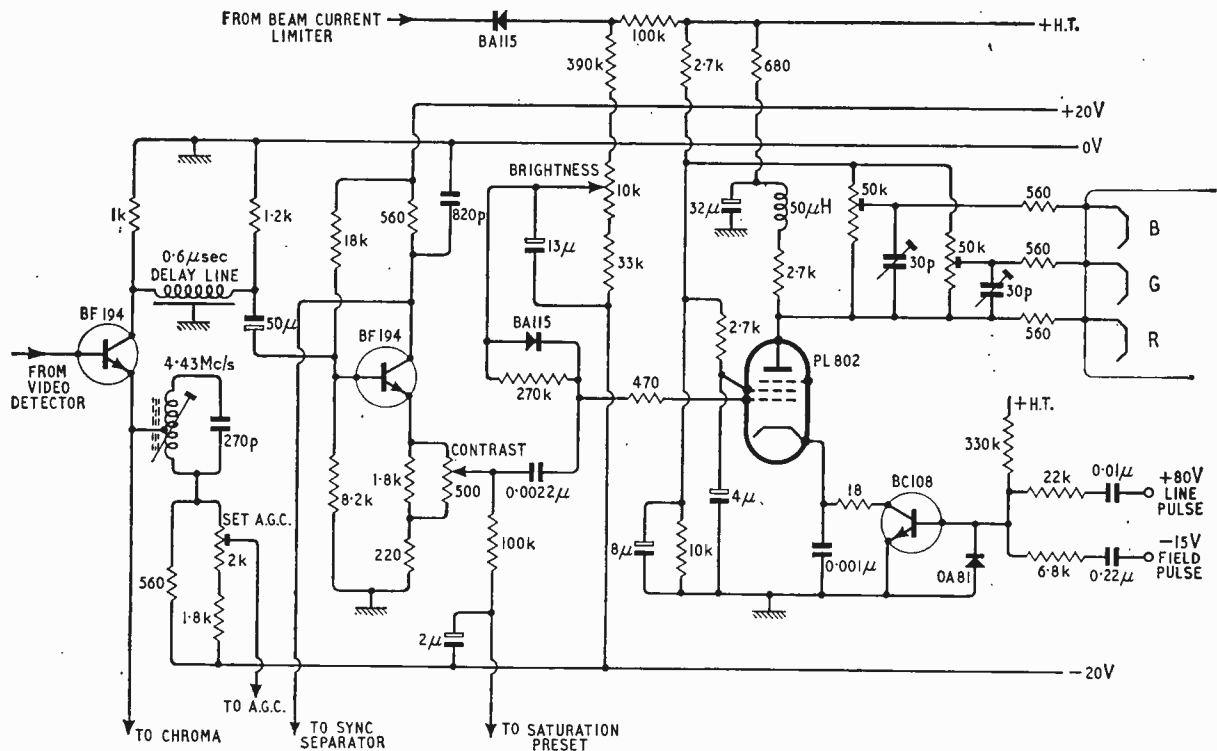 FROM BEAM CURRENT
LIMITER
BA115
100k
+H.T.
390k
2·7k
680
+20V
0V
BRIGHTNESS
10k
1k
1·2k
18k
560
820p
32μ
50μH
50k
560
B
0·6μsec
DELAY LINE
13μ
33k
30p
50k
560
G
BF194
50μ
2·7k
30p
560
R
BF194
BA115
2·7k
PL802
FROM
VIDEO
DETECTOR
4·43Mc/s
270p
270k
470
+H.T.
330k
CONTRAST
8·2k
1·8k
500
0·0022μ
4μ
18
BC108
22k
0·01μ
+80V
LINE
PULSE
SET A.G.C.
2k
220
100k
8μ
10k
0·001μ
OA81
6·8k
0·22μ
-15V
FIELD
PULSE
560
1·8k
2μ
-20V
TO CHROMA
TO A.G.C.
TO SYNC
SEPARATOR
TO SATURATION
PRESET